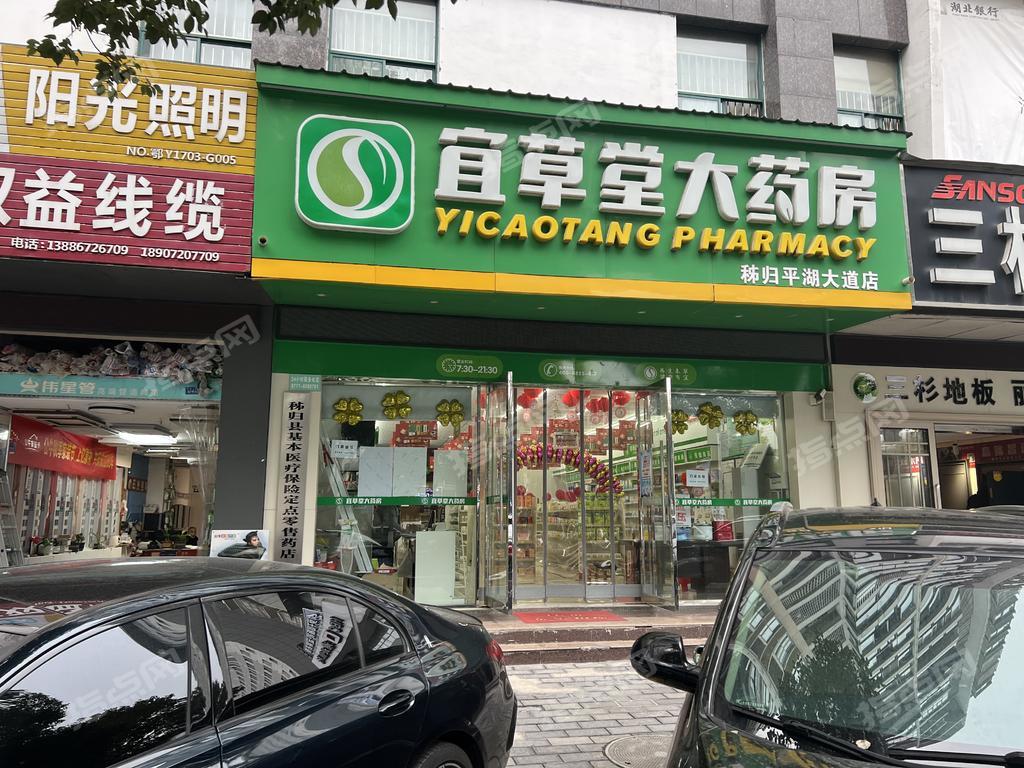 湖北銀行
阳光照明
NO.鄂Y1703-G005
益线缆
电话:13886726709 18907207709
宜草堂大药房
YICAOTANG PHARMACY
秭归平湖大道店
SANSO
三杉
伟星管
7:30~21:30
秭归县基本医疗保险定点零售药店
宜草堂大药房
宜草堂大药房
三杉地板